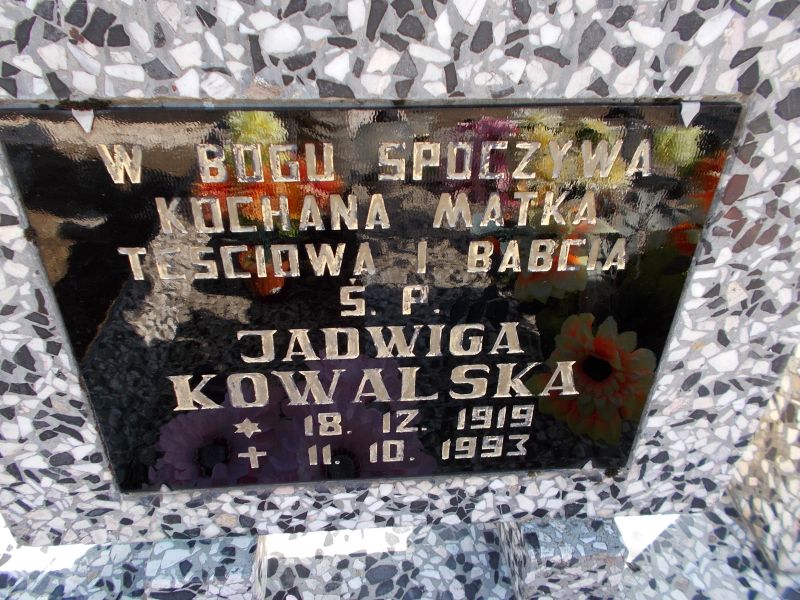 W BOGU SPOCZYWA
KOCHANA MATKA
TEŚCIOWA I BABCIA
Ś. P.
JADWIGA
KOWALSKA
* 18. 12. 1919
✝ 11. 10. 1993